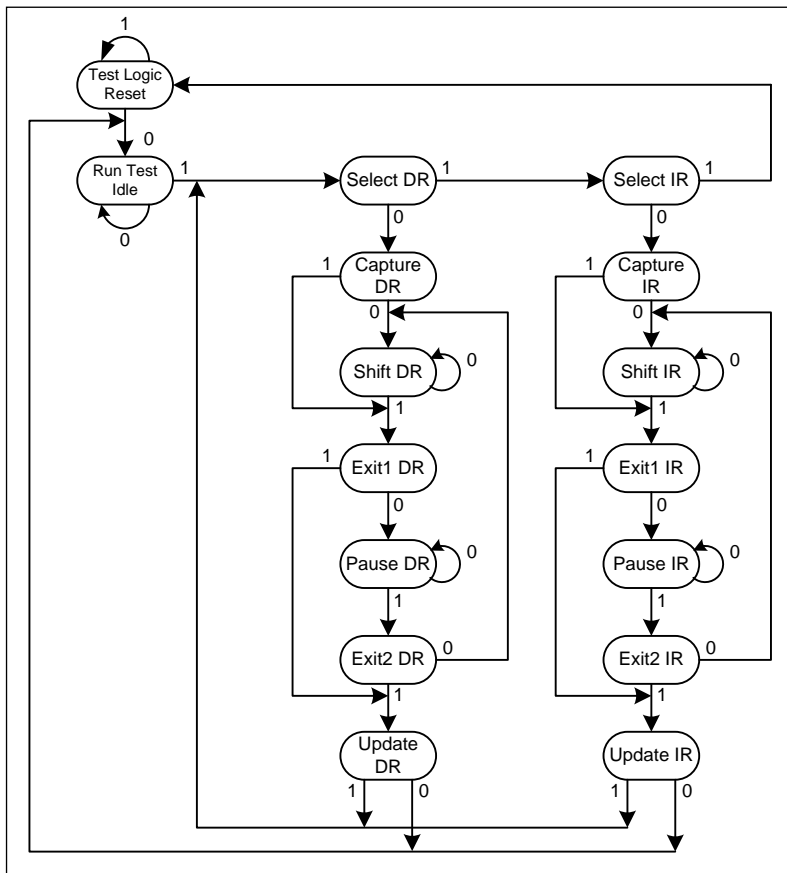 1
Test Logic
Reset
0
Run Test
Idle
1
0
Select DR
1
Select IR
1
0
0
Capture
DR
1
0
Capture
IR
1
0
Shift DR
0
Shift IR
0
1
1
1
Exit1 DR
1
Exit1 IR
0
0
Pause DR
0
Pause IR
0
1
1
Exit2 DR
0
Exit2 IR
0
1
1
Update
DR
Update IR
1
0
1
0